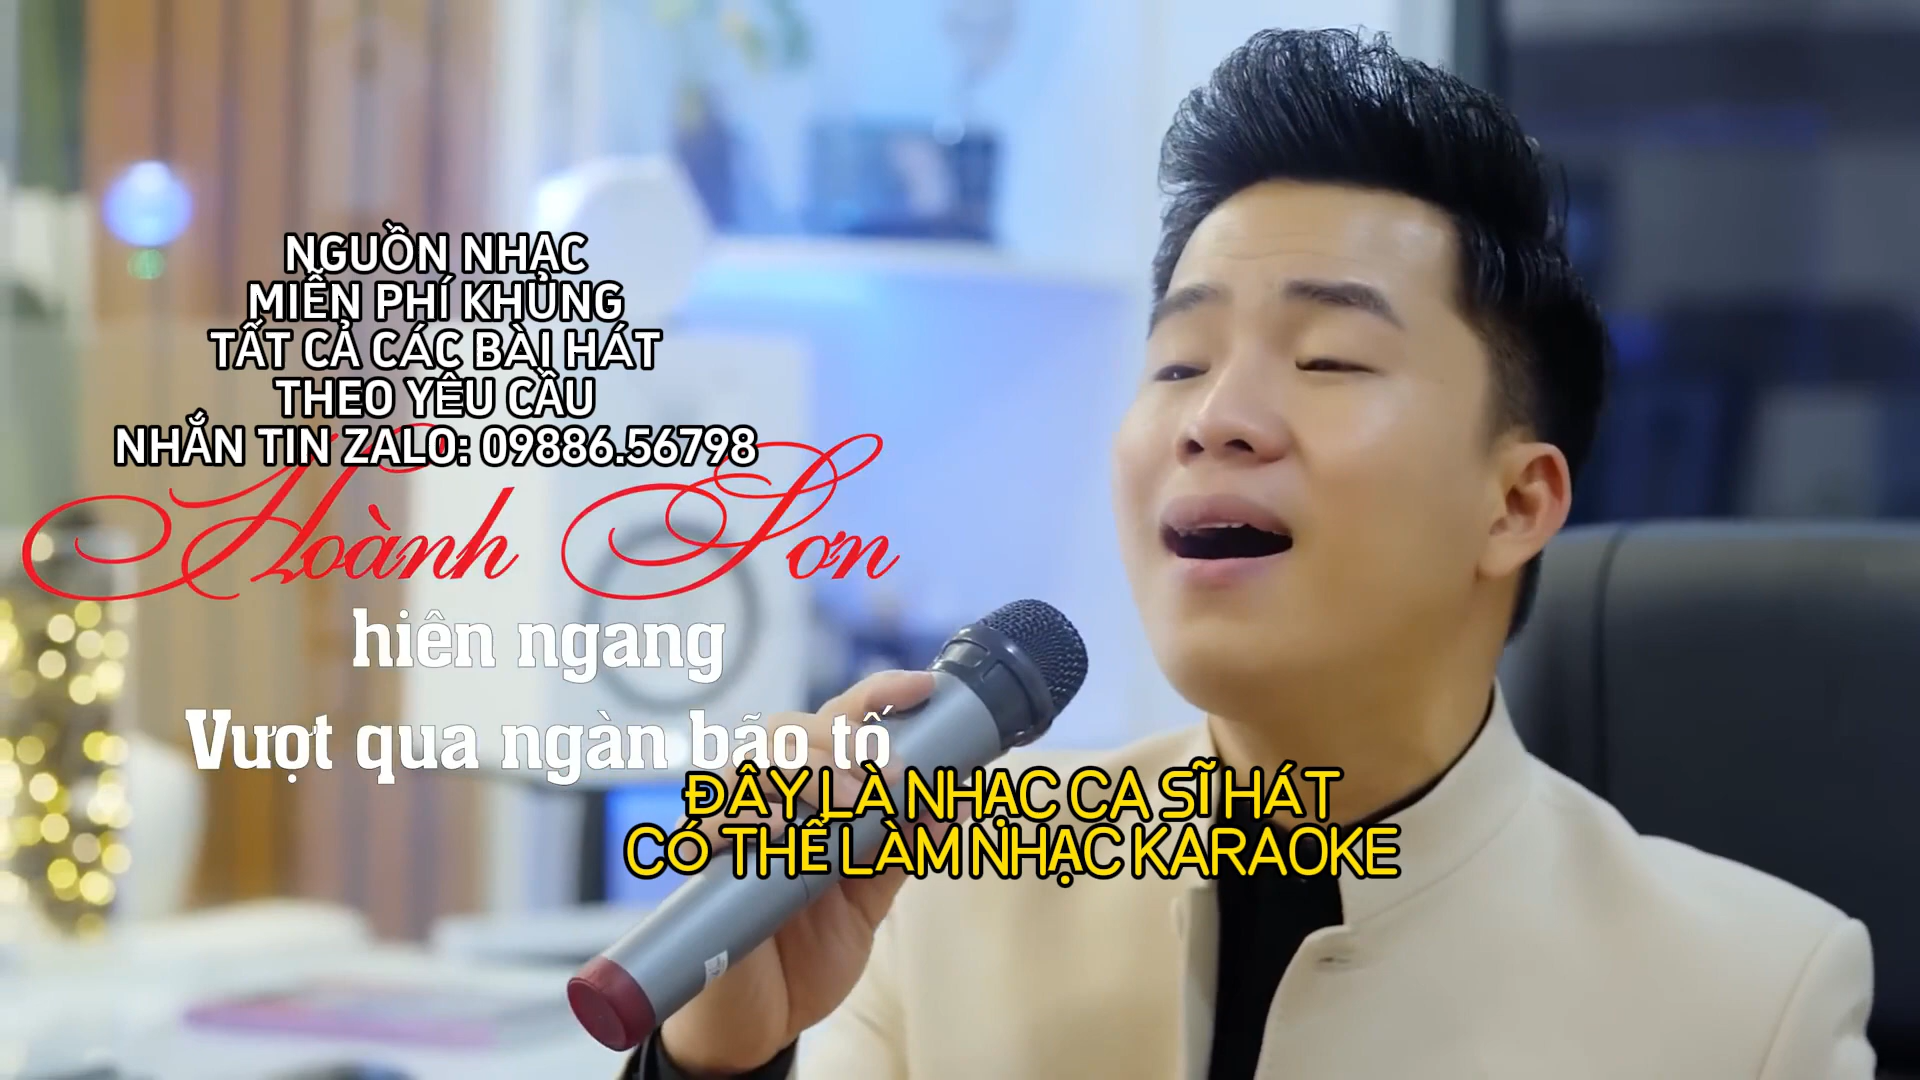 NGUỒN NHẠC
MIỄN PHÍ KHỦNG
TẤT CẢ CÁC BÀI HÁT
THEO YÊU CẦU
NHẮN TIN ZALO: 09886.56798
Hoành Sơn
hiên ngang
Vượt qua ngàn bão tố
ĐÂY LÀ NHẠC CA SĨ HÁT
CÓ THỂ LÀM NHẠC KARAOKE